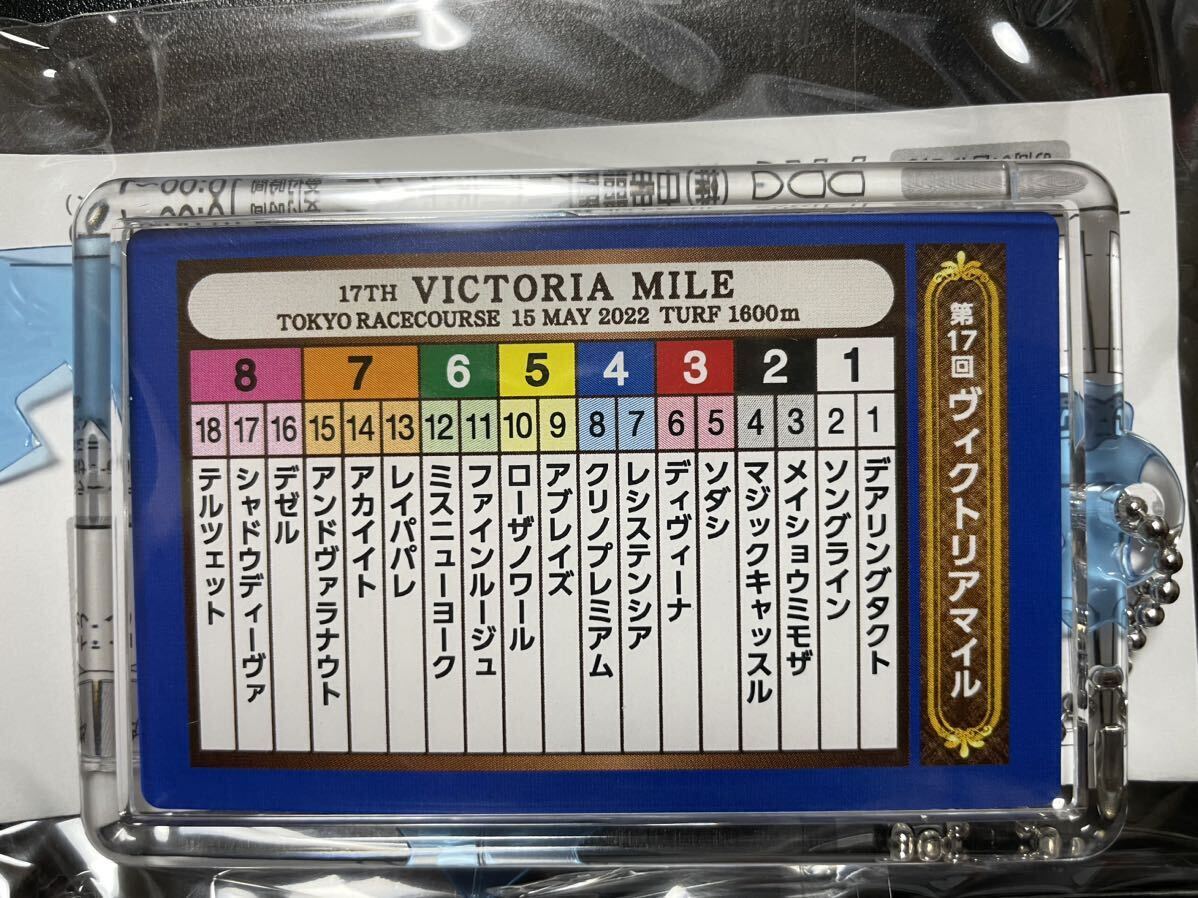 17TH VICTORIA MILE
TOKYO RACECOURSE 15 MAY 2022 TURF 1600m
第17回 ヴィクトリアマイル
8 7 6 5 4 3 2 1
18 17 16 15 14 13 12 11 10 9 8 7 6 5 4 3 2 1
デアリングタクト
ソングライン
メイショウミモザ
マジックキャッスル
ソダシ
ディヴィーナ
レシステンシア
クリノプレミアム
アブレイズ
ローザノワール
ファインルージュ
ミスニューヨーク
レイパパレ
アカイイト
アンドヴァラナウト
デゼル
シャドウディーヴァ
テルツェット